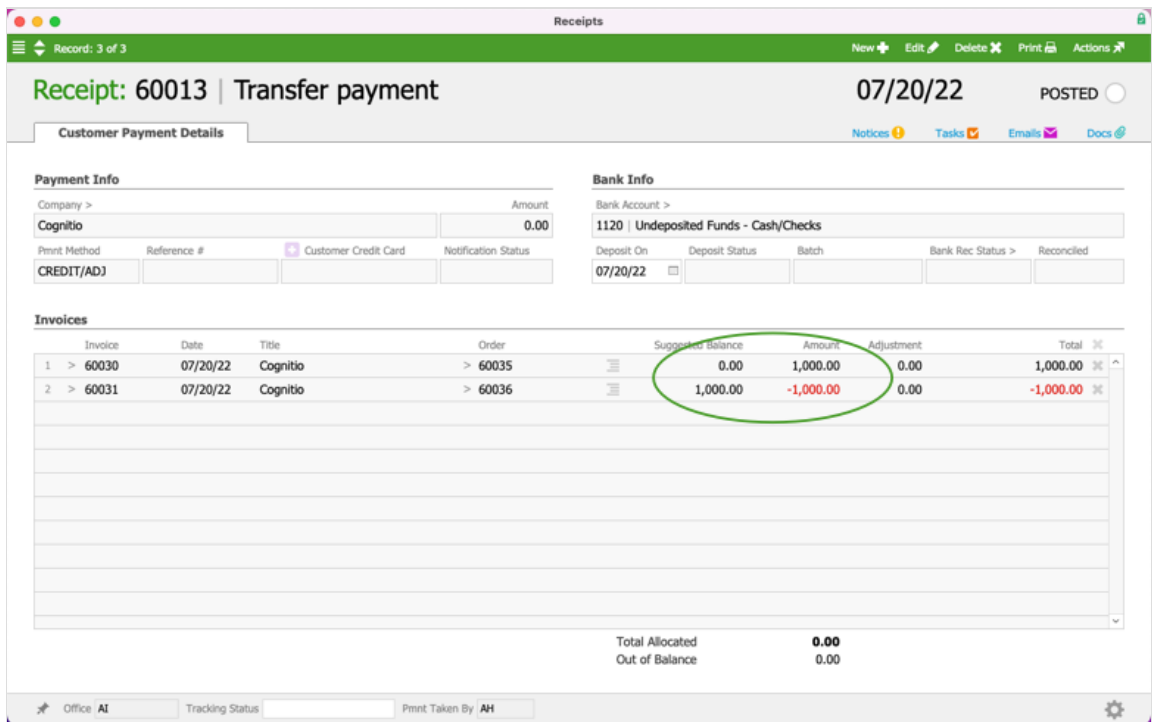 Receipts
Record: 3 of 3 New Edit Delete Print Actions
Receipt: 60013 | Transfer payment 07/20/22 POSTED
Customer Payment Details Notices Tasks Emails Docs
Payment Info Bank Info
Company > Amount Bank Account >
Cognitio 0.00 1120 | Undeposited Funds - Cash/Checks
Pmnt Method Reference # Customer Credit Card Notification Status Deposit On Deposit Status Batch Bank Rec Status > Reconciled
CREDIT/ADJ 07/20/22
Invoices
Invoice Date Title Order Suggested Balance Amount Adjustment Total
1 > 60030 07/20/22 Cognitio > 60035 0.00 1,000.00 0.00 1,000.00
2 > 60031 07/20/22 Cognitio > 60036 1,000.00 -1,000.00 0.00 -1,000.00
Total Allocated 0.00
Out of Balance 0.00
Office AI Tracking Status Pmnt Taken By AH